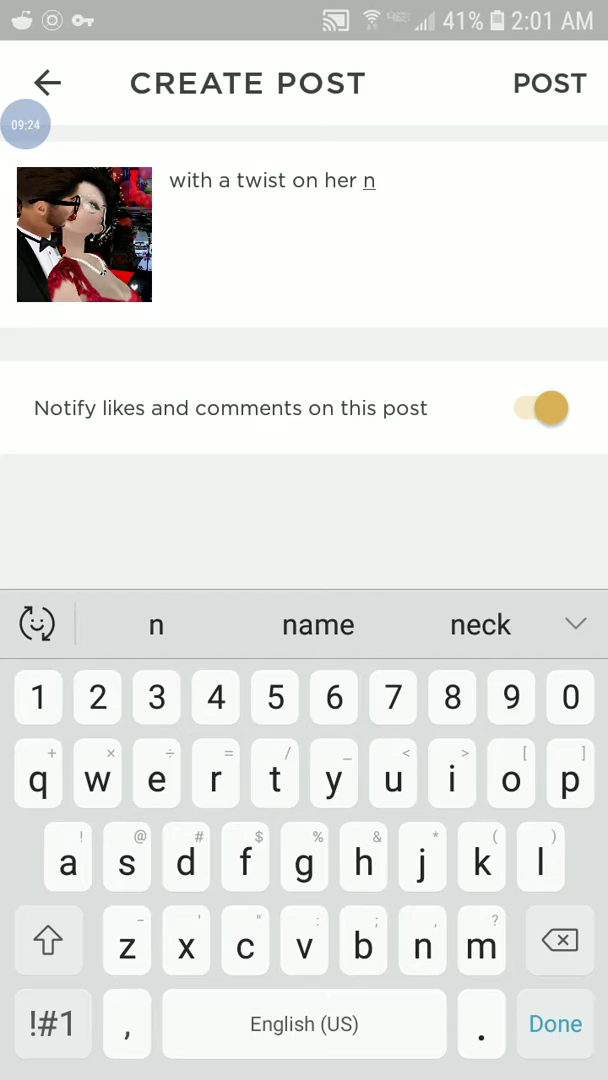 41% 2:01 AM
CREATE POST POST
09:24
with a twist on her n
Notify likes and comments on this post
n name neck
1 2 3 4 5 6 7 8 9 0
+ × ÷ = / _ < > [ ]
q w e r t y u i o p
! @ # $ % & * ( )
a s d f g h j k l
- ' " : ; , ?
z x c v b n m
!#1 , English (US) . Done